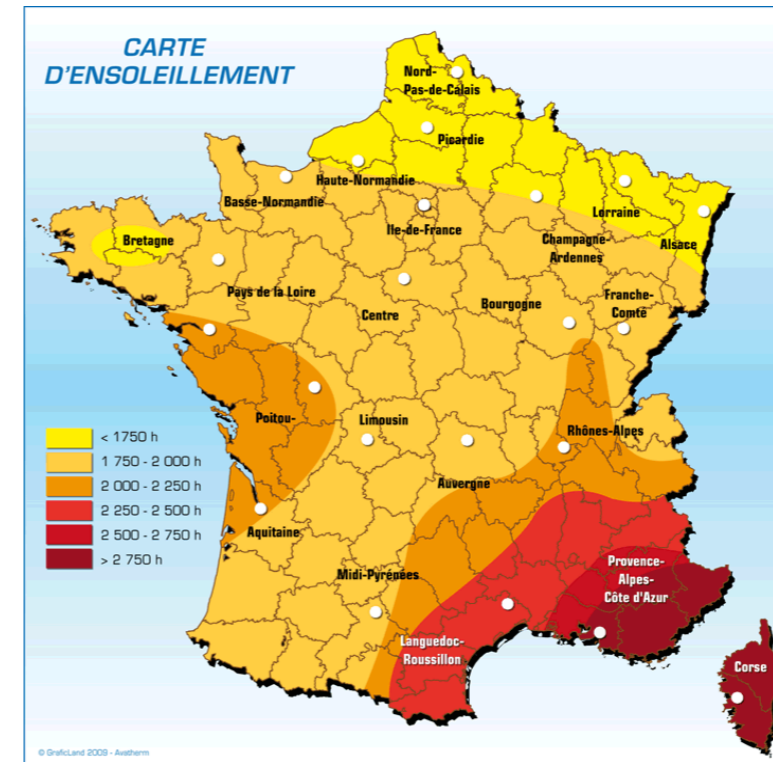 CARTE
D'ENSOLEILLEMENT
Nord-
Pas-de-Calais
Picardie
Haute-Normandie
Basse-Normandie
Ile-de-France
Lorraine
Champagne-
Ardennes
Alsace
Bretagne
Pays de la Loire
Centre
Bourgogne
Franche-
Comté
Poitou-
Limousin
Rhônes-Alpes
Auvergne
< 1750 h
1 750 - 2 000 h
2 000 - 2 250 h
2 250 - 2 500 h
2 500 - 2 750 h
> 2 750 h
Aquitaine
Midi-Pyrénées
Provence-
Alpes-
Côte d'Azur
Languedoc-
Roussillon
Corse
© GraficLand 2009 - Avatherm